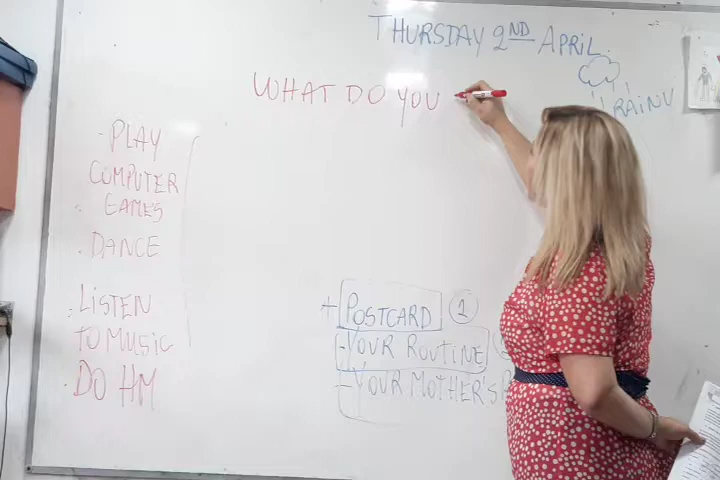 THURSDAY 2ND APRIL
RAINY
WHAT DO YOU
- PLAY
COMPUTER
GAMES
. DANCE
. LISTEN
TO MUSIC
. DO HM
+ POSTCARD 1
- YOUR ROUTINE
- YOUR MOTHER'S